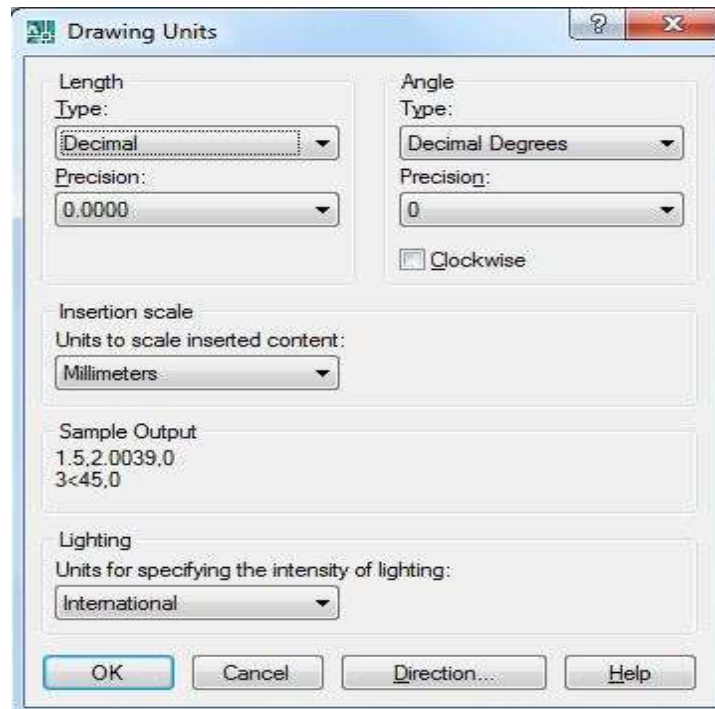 Drawing Units
Length
Type:
Decimal
Precision:
0.0000
Angle
Type:
Decimal Degrees
Precision:
0
Clockwise
Insertion scale
Units to scale inserted content:
Millimeters
Sample Output
1.5,2.0039,0
3<45,0
Lighting
Units for specifying the intensity of lighting:
International
OK
Cancel
Direction...
Help